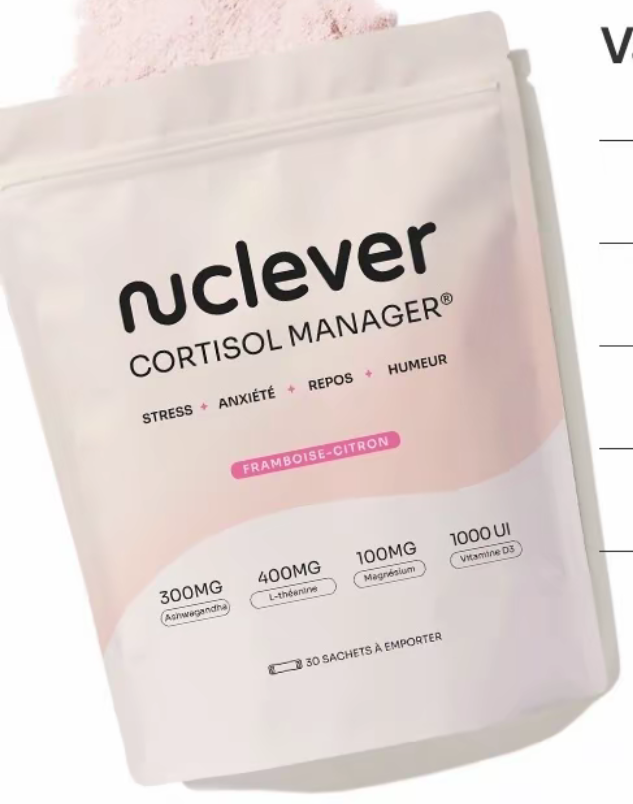 nuclever
CORTISOL MANAGER®
STRESS + ANXIÉTÉ + REPOS + HUMEUR
FRAMBOISE-CITRON
300MG 400MG 100MG 1000 UI
Ashwagandha L-théanine Magnésium Vitamine D3
30 SACHETS À EMPORTER